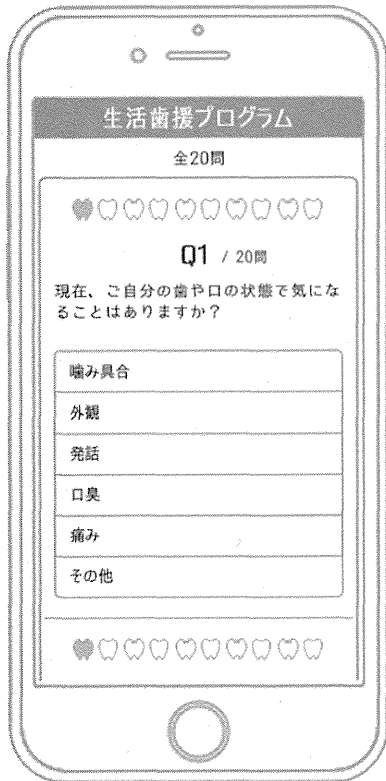 生活歯援プログラム
全20問
Q1 / 20問
現在、ご自分の歯や口の状態で気にな
ることはありますか？
噛み具合
外観
発話
口臭
痛み
その他